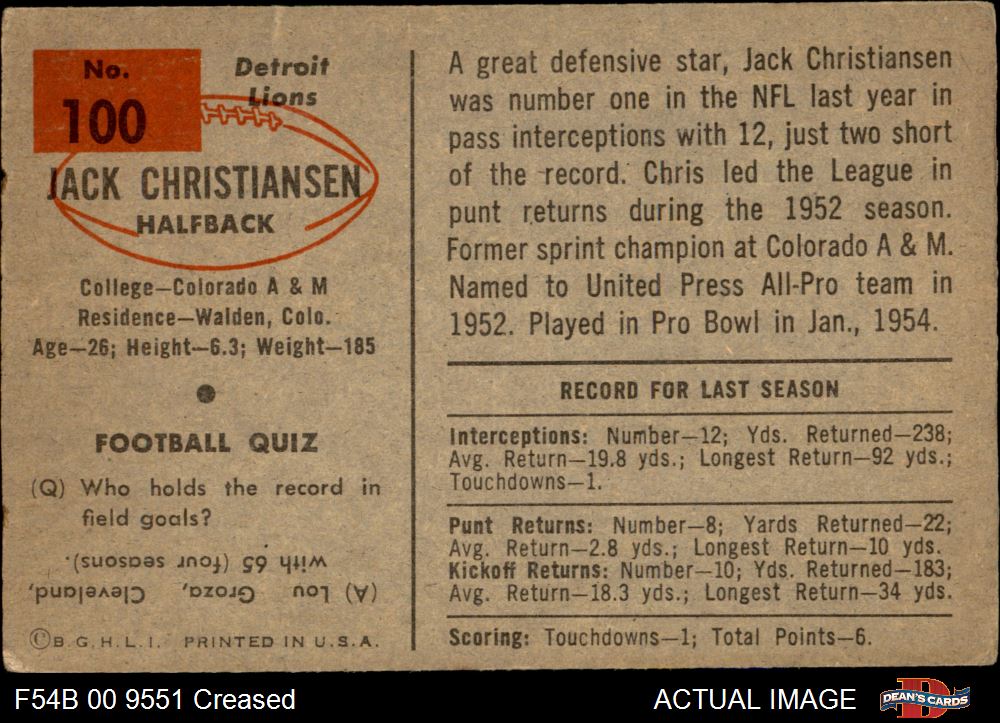 No.
100
Detroit
Lions
JACK CHRISTIANSEN
HALFBACK
College—Colorado A & M
Residence—Walden, Colo.
Age—26; Height—6.3; Weight—185
FOOTBALL QUIZ
(Q) Who holds the record in
field goals?
(A) Lou Groza, Cleveland,
with 65 (four seasons).
©B. G. H. L. I. PRINTED IN U.S.A.
A great defensive star, Jack Christiansen
was number one in the NFL last year in
pass interceptions with 12, just two short
of the record. Chris led the League in
punt returns during the 1952 season.
Former sprint champion at Colorado A & M.
Named to United Press All-Pro team in
1952. Played in Pro Bowl in Jan., 1954.
RECORD FOR LAST SEASON
Interceptions: Number—12; Yds. Returned—238;
Avg. Return—19.8 yds.; Longest Return—92 yds.;
Touchdowns—1.
Punt Returns: Number—8; Yards Returned—22;
Avg. Return—2.8 yds.; Longest Return—10 yds.
Kickoff Returns: Number—10; Yds. Returned—183;
Avg. Return—18.3 yds.; Longest Return—34 yds.
Scoring: Touchdowns—1; Total Points—6.
F54B 00 9551 Creased
ACTUAL IMAGE
D
DEAN'S CARDS